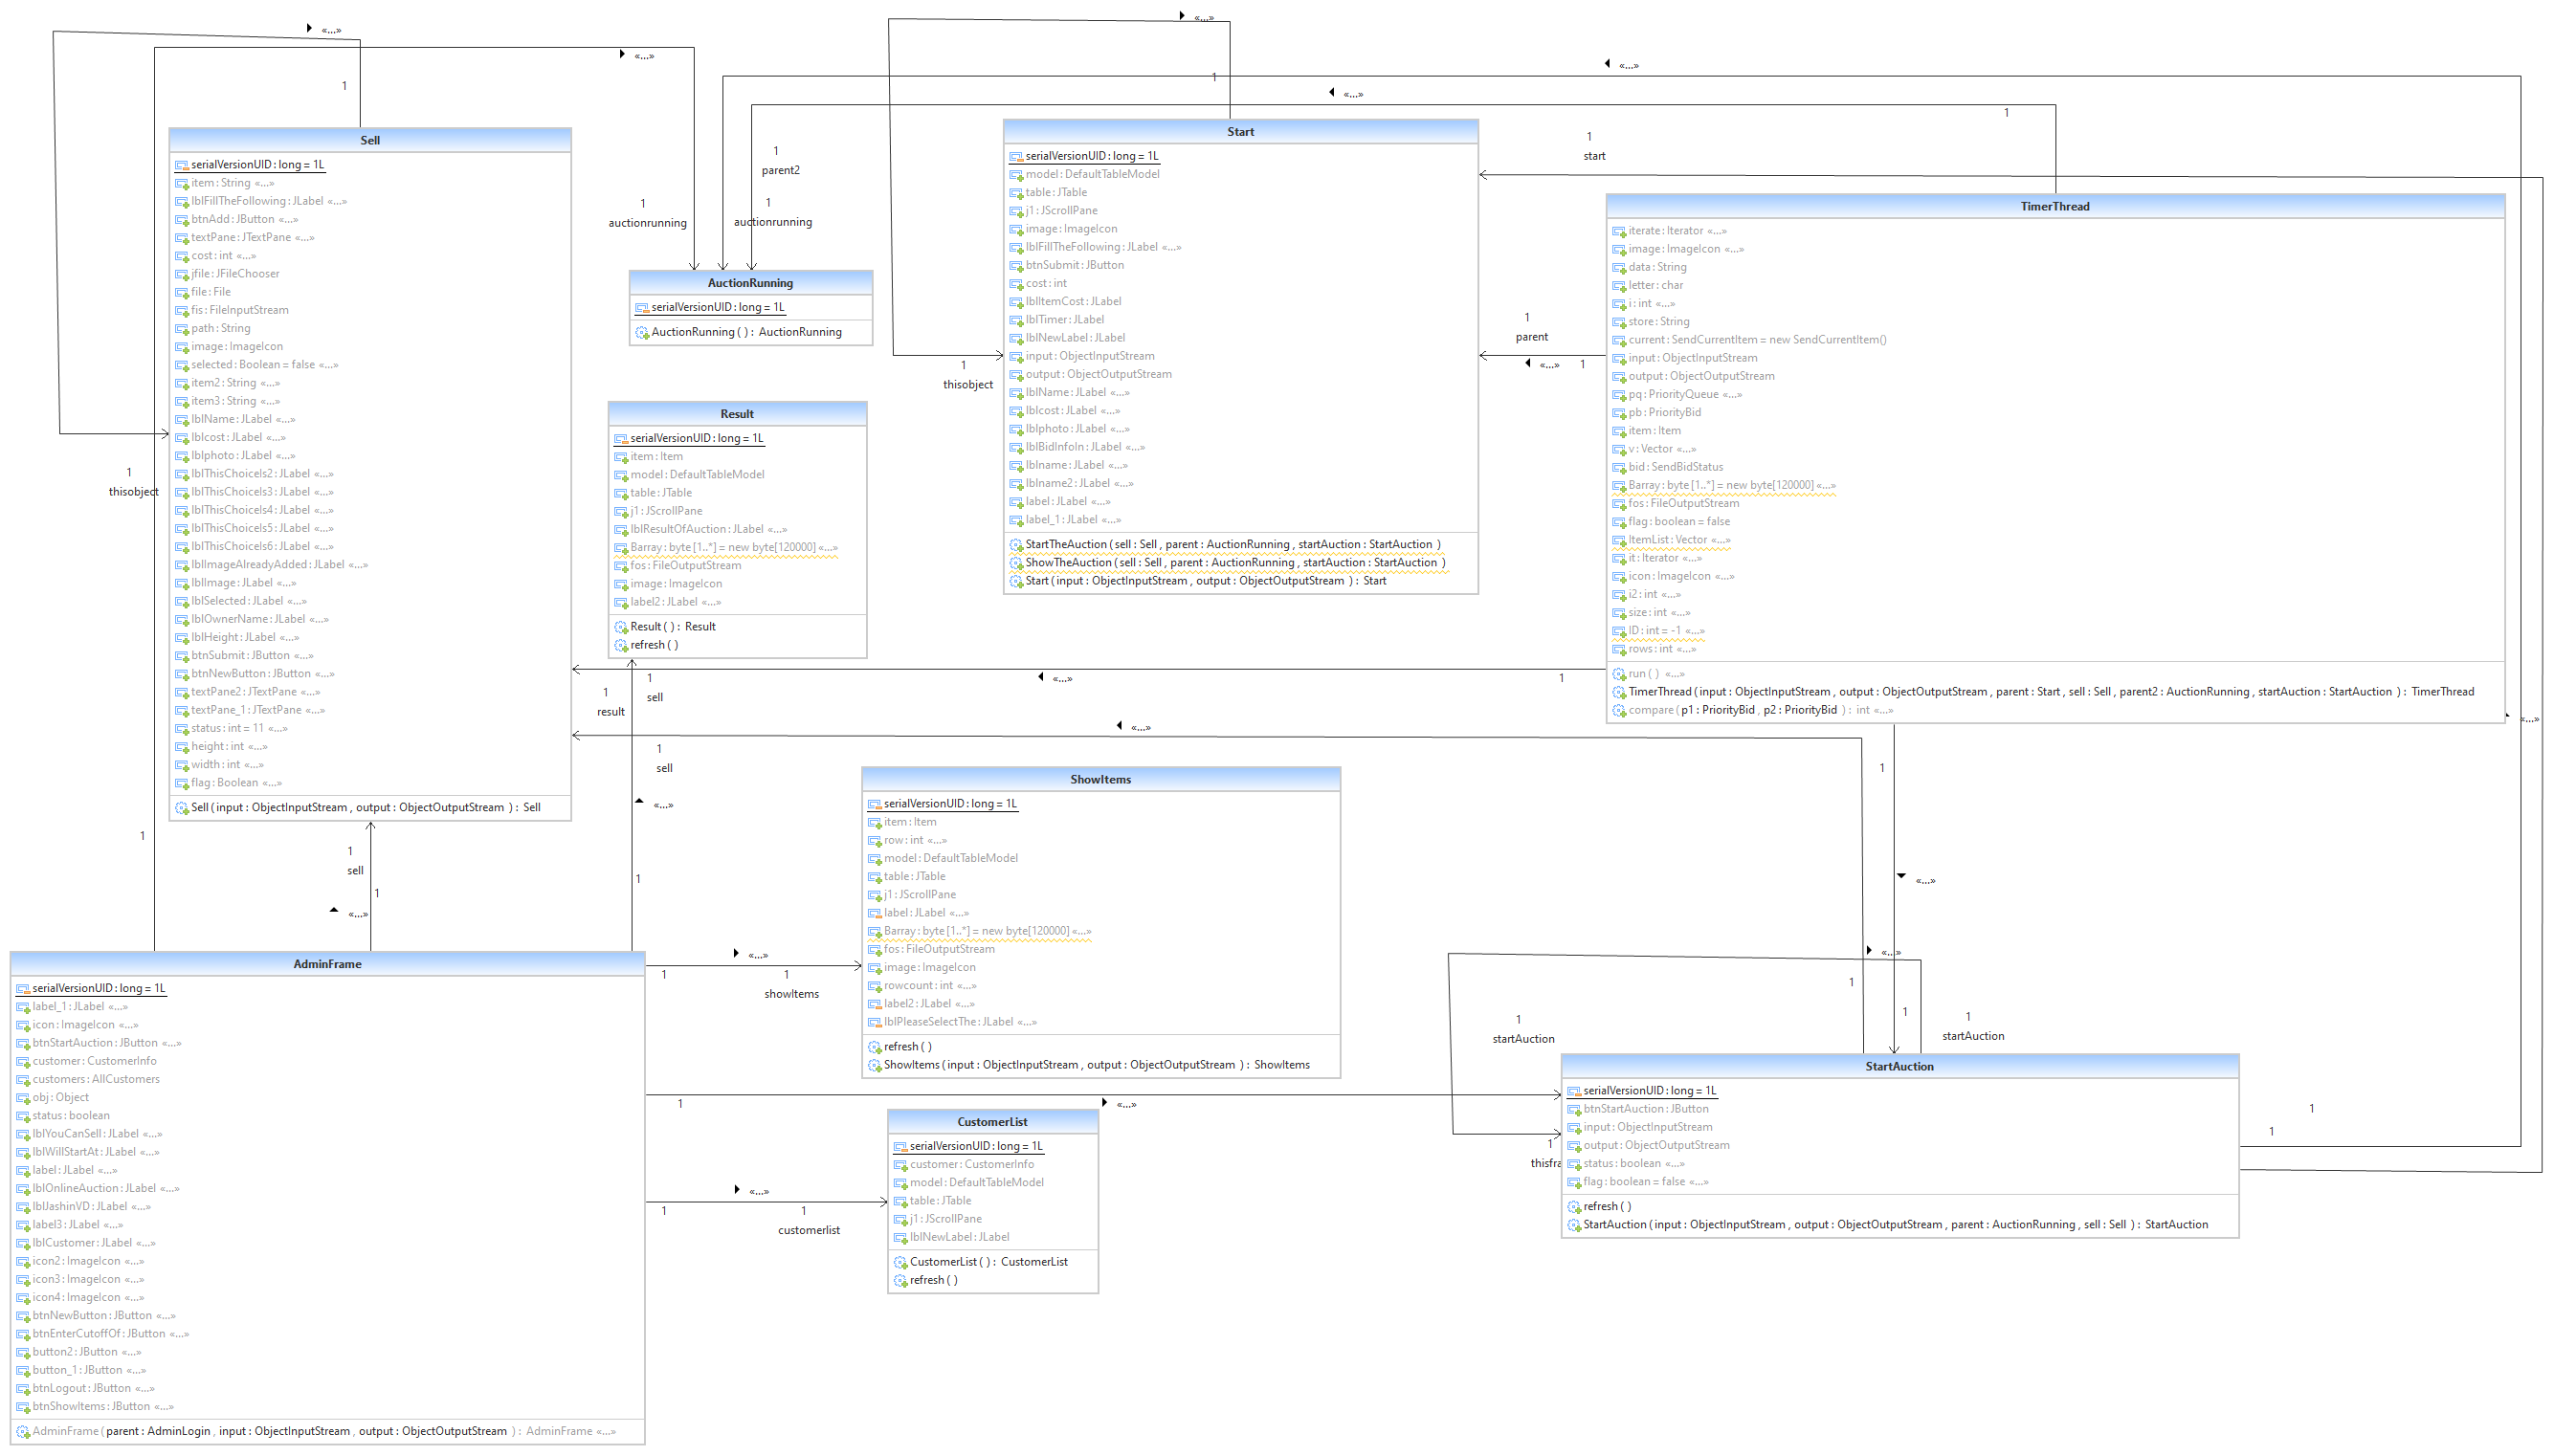 «...»
«...»
«...»
«...»
«...»
1
1
1
1
1
start
1
parent2
1
auctionrunning
1
auctionrunning
Sell
serialVersionUID : long = 1L
item : String «...»
lblFillTheFollowing : JLabel «...»
btnAdd : JButton «...»
textPane : JTextPane «...»
cost : int «...»
jfile : JFileChooser
file : File
fis : FileInputStream
path : String
image : ImageIcon
selected : Boolean = false «...»
item2 : String «...»
item3 : String «...»
lblName : JLabel «...»
lblcost : JLabel «...»
lblphoto : JLabel «...»
lblThisChoiceIs2 : JLabel «...»
lblThisChoiceIs3 : JLabel «...»
lblThisChoiceIs4 : JLabel «...»
lblThisChoiceIs5 : JLabel «...»
lblThisChoiceIs6 : JLabel «...»
lblImageAlreadyAdded : JLabel «...»
lblImage : JLabel «...»
lblSelected : JLabel «...»
lblOwnerName : JLabel «...»
lblHeight : JLabel «...»
btnSubmit : JButton «...»
btnNewButton : JButton «...»
textPane2 : JTextPane «...»
textPane_1 : JTextPane «...»
status : int = 11 «...»
height : int «...»
width : int «...»
flag : Boolean «...»
Sell ( input : ObjectInputStream , output : ObjectOutputStream ) : Sell
1
thisobject
AuctionRunning
serialVersionUID : long = 1L
AuctionRunning ( ) : AuctionRunning
Result
serialVersionUID : long = 1L
item : Item
model : DefaultTableModel
table : JTable
j1 : JScrollPane
lblResultOfAuction : JLabel «...»
Barray : byte [1..*] = new byte[120000] «...»
fos : FileOutputStream
image : ImageIcon
label2 : JLabel «...»
Result ( ) : Result
refresh ( )
Start
serialVersionUID : long = 1L
model : DefaultTableModel
table : JTable
j1 : JScrollPane
image : ImageIcon
lblFillTheFollowing : JLabel «...»
btnSubmit : JButton
cost : int
lblItemCost : JLabel
lblTimer : JLabel
lblNewLabel : JLabel
input : ObjectInputStream
output : ObjectOutputStream
lblName : JLabel «...»
lblcost : JLabel «...»
lblphoto : JLabel «...»
lblBidInfoIn : JLabel «...»
lblname : JLabel «...»
lblname2 : JLabel «...»
label : JLabel «...»
label_1 : JLabel «...»
StartTheAuction ( sell : Sell , parent : AuctionRunning , startAuction : StartAuction )
ShowTheAuction ( sell : Sell , parent : AuctionRunning , startAuction : StartAuction )
Start ( input : ObjectInputStream , output : ObjectOutputStream ) : Start
1
thisobject
1
parent
«...»
1
TimerThread
iterate : Iterator «...»
image : ImageIcon «...»
data : String
letter : char
i : int «...»
store : String
current : SendCurrentItem = new SendCurrentItem()
input : ObjectInputStream
output : ObjectOutputStream
pq : PriorityQueue «...»
pb : PriorityBid
item : Item
v : Vector «...»
bid : SendBidStatus
Barray : byte [1..*] = new byte[120000] «...»
fos : FileOutputStream
flag : boolean = false
ItemList : Vector «...»
it : Iterator «...»
icon : ImageIcon «...»
i2 : int «...»
size : int «...»
ID : int = -1 «...»
rows : int «...»
run ( ) «...»
TimerThread ( input : ObjectInputStream , output : ObjectOutputStream , parent : Start , sell : Sell , parent2 : AuctionRunning , startAuction : StartAuction ) : TimerThread
compare ( p1 : PriorityBid , p2 : PriorityBid ) : int «...»
«...»
1
sell
«...»
1
1
result
«...»
1
sell
1
«...»
1
1
sell
1
«...»
1
«...»
ShowItems
serialVersionUID : long = 1L
item : Item
row : int «...»
model : DefaultTableModel
table : JTable
j1 : JScrollPane
label : JLabel «...»
Barray : byte [1..*] = new byte[120000] «...»
fos : FileOutputStream
image : ImageIcon
rowcount : int «...»
label2 : JLabel «...»
lblPleaseSelectThe : JLabel «...»
refresh ( )
ShowItems ( input : ObjectInputStream , output : ObjectOutputStream ) : ShowItems
AdminFrame
serialVersionUID : long = 1L
label_1 : JLabel «...»
icon : ImageIcon «...»
btnStartAuction : JButton «...»
customer : CustomerInfo
customers : AllCustomers
obj : Object
status : boolean
lblYouCanSell : JLabel «...»
lblWillStartAt : JLabel «...»
label : JLabel «...»
lblOnlineAuction : JLabel «...»
lblJashinVD : JLabel «...»
label3 : JLabel «...»
lblCustomer : JLabel «...»
icon2 : ImageIcon «...»
icon3 : ImageIcon «...»
icon4 : ImageIcon «...»
btnNewButton : JButton «...»
btnEnterCutoffOf : JButton «...»
button2 : JButton «...»
button_1 : JButton «...»
btnLogout : JButton «...»
btnShowItems : JButton «...»
AdminFrame ( parent : AdminLogin , input : ObjectInputStream , output : ObjectOutputStream ) : AdminFrame «...»
«...»
1
1
showItems
1
«...»
«...»
1
1
customerlist
CustomerList
serialVersionUID : long = 1L
customer : CustomerInfo
model : DefaultTableModel
table : JTable
j1 : JScrollPane
lblNewLabel : JLabel
CustomerList ( ) : CustomerList
refresh ( )
«...»
1
1
1
startAuction
1
startAuction
1
thisfra
StartAuction
serialVersionUID : long = 1L
btnStartAuction : JButton
input : ObjectInputStream
output : ObjectOutputStream
status : boolean «...»
flag : boolean = false «...»
refresh ( )
StartAuction ( input : ObjectInputStream , output : ObjectOutputStream , parent : AuctionRunning , sell : Sell ) : StartAuction
1
1